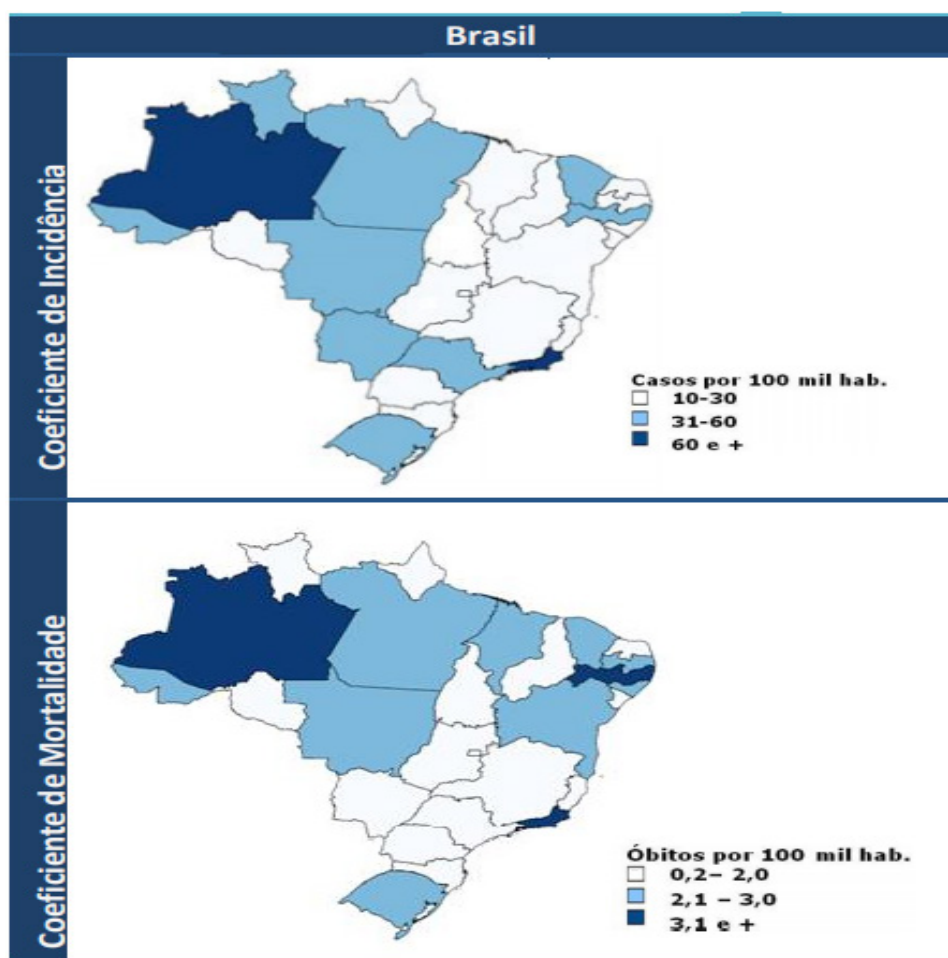 Brasil
Coeficiente de Incidência
Casos por 100 mil hab.
10-30
31-60
60 e +
Coeficiente de Mortalidade
Óbitos por 100 mil hab.
0,2– 2,0
2,1 – 3,0
3,1 e +